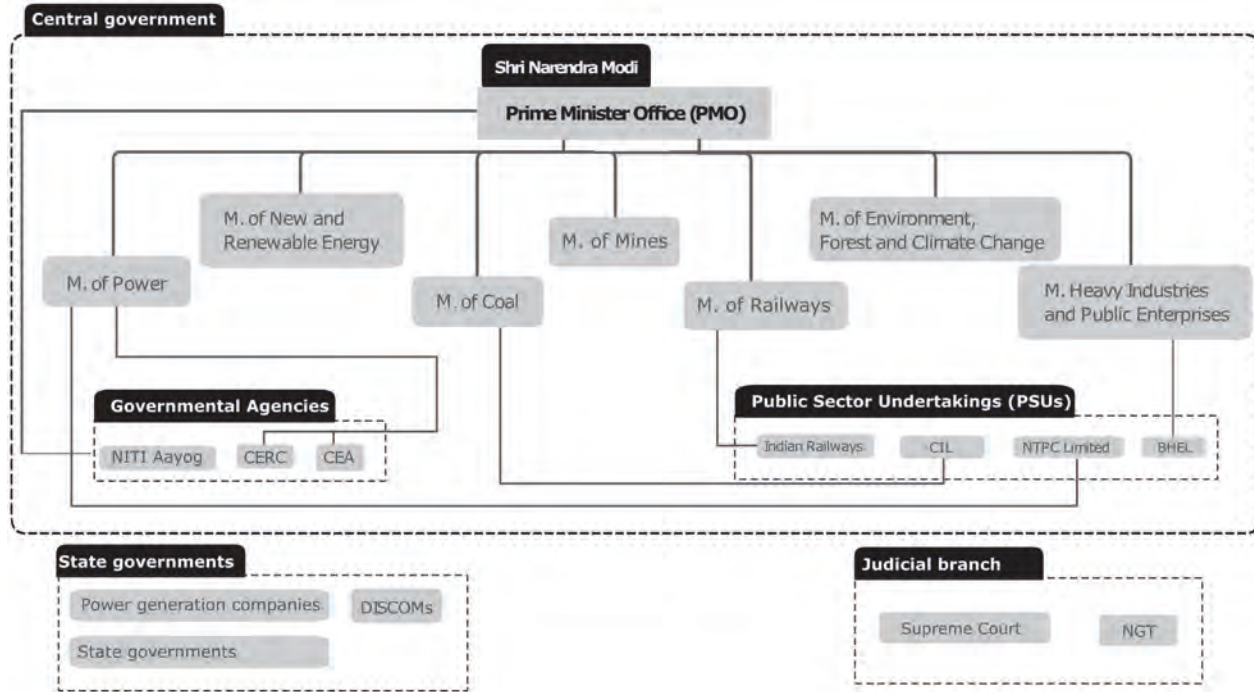 Central government
Shri Narendra Modi
Prime Minister Office (PMO)
M. of New and
Renewable Energy
M. of Mines
M. of Environment,
Forest and Climate Change
M. of Power
M. of Coal
M. of Railways
M. Heavy Industries
and Public Enterprises
Governmental Agencies
NITI Aayog
CERC
CEA
Public Sector Undertakings (PSUs)
Indian Railways
CIL
NTPC Limited
BHEL
State governments
Power generation companies
DISCOMs
State governments
Judicial branch
Supreme Court
NGT